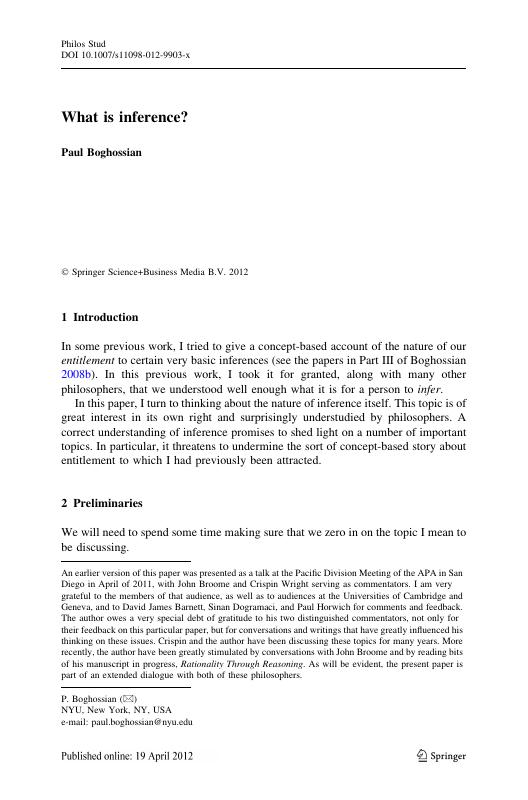 Philos Stud
DOI 10.1007/s11098-012-9903-x
What is inference?
Paul Boghossian
© Springer Science+Business Media B.V. 2012
1 Introduction
In some previous work, I tried to give a concept-based account of the nature of our
entitlement to certain very basic inferences (see the papers in Part III of Boghossian
2008b). In this previous work, I took it for granted, along with many other
philosophers, that we understood well enough what it is for a person to infer.
In this paper, I turn to thinking about the nature of inference itself. This topic is of
great interest in its own right and surprisingly understudied by philosophers. A
correct understanding of inference promises to shed light on a number of important
topics. In particular, it threatens to undermine the sort of concept-based story about
entitlement to which I had previously been attracted.
2 Preliminaries
We will need to spend some time making sure that we zero in on the topic I mean to
be discussing.
An earlier version of this paper was presented as a talk at the Pacific Division Meeting of the APA in San
Diego in April of 2011, with John Broome and Crispin Wright serving as commentators. I am very
grateful to the members of that audience, as well as to audiences at the Universities of Cambridge and
Geneva, and to David James Barnett, Sinan Dogramaci, and Paul Horwich for comments and feedback.
The author owes a very special debt of gratitude to his two distinguished commentators, not only for
their feedback on this particular paper, but for conversations and writings that have greatly influenced his
thinking on these issues. Crispin and the author have been discussing these topics for many years. More
recently, the author have been greatly stimulated by conversations with John Broome and by reading bits
of his manuscript in progress, Rationality Through Reasoning. As will be evident, the present paper is
part of an extended dialogue with both of these philosophers.
P. Boghossian (✉)
NYU, New York, NY, USA
e-mail: paul.boghossian@nyu.edu
Published online: 19 April 2012
Springer